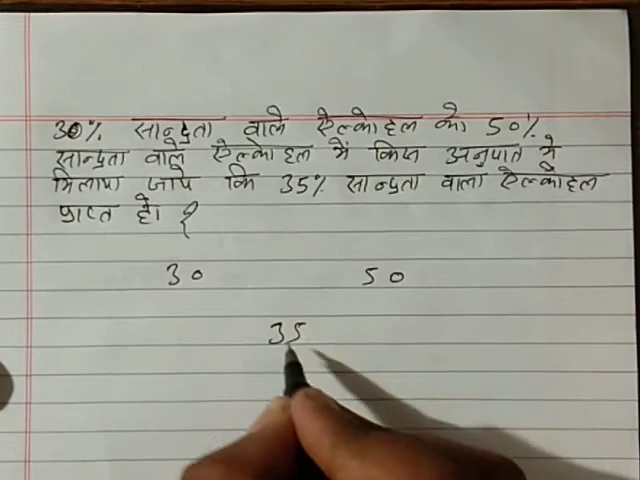 30% सान्द्रता वाले ऐल्कोहल को 50%
सान्द्रता वाले ऐल्कोहल में किस अनुपात में
मिलाया जाये कि 35% सान्द्रता वाला ऐल्कोहल
प्राप्त हो ?
30 50
35